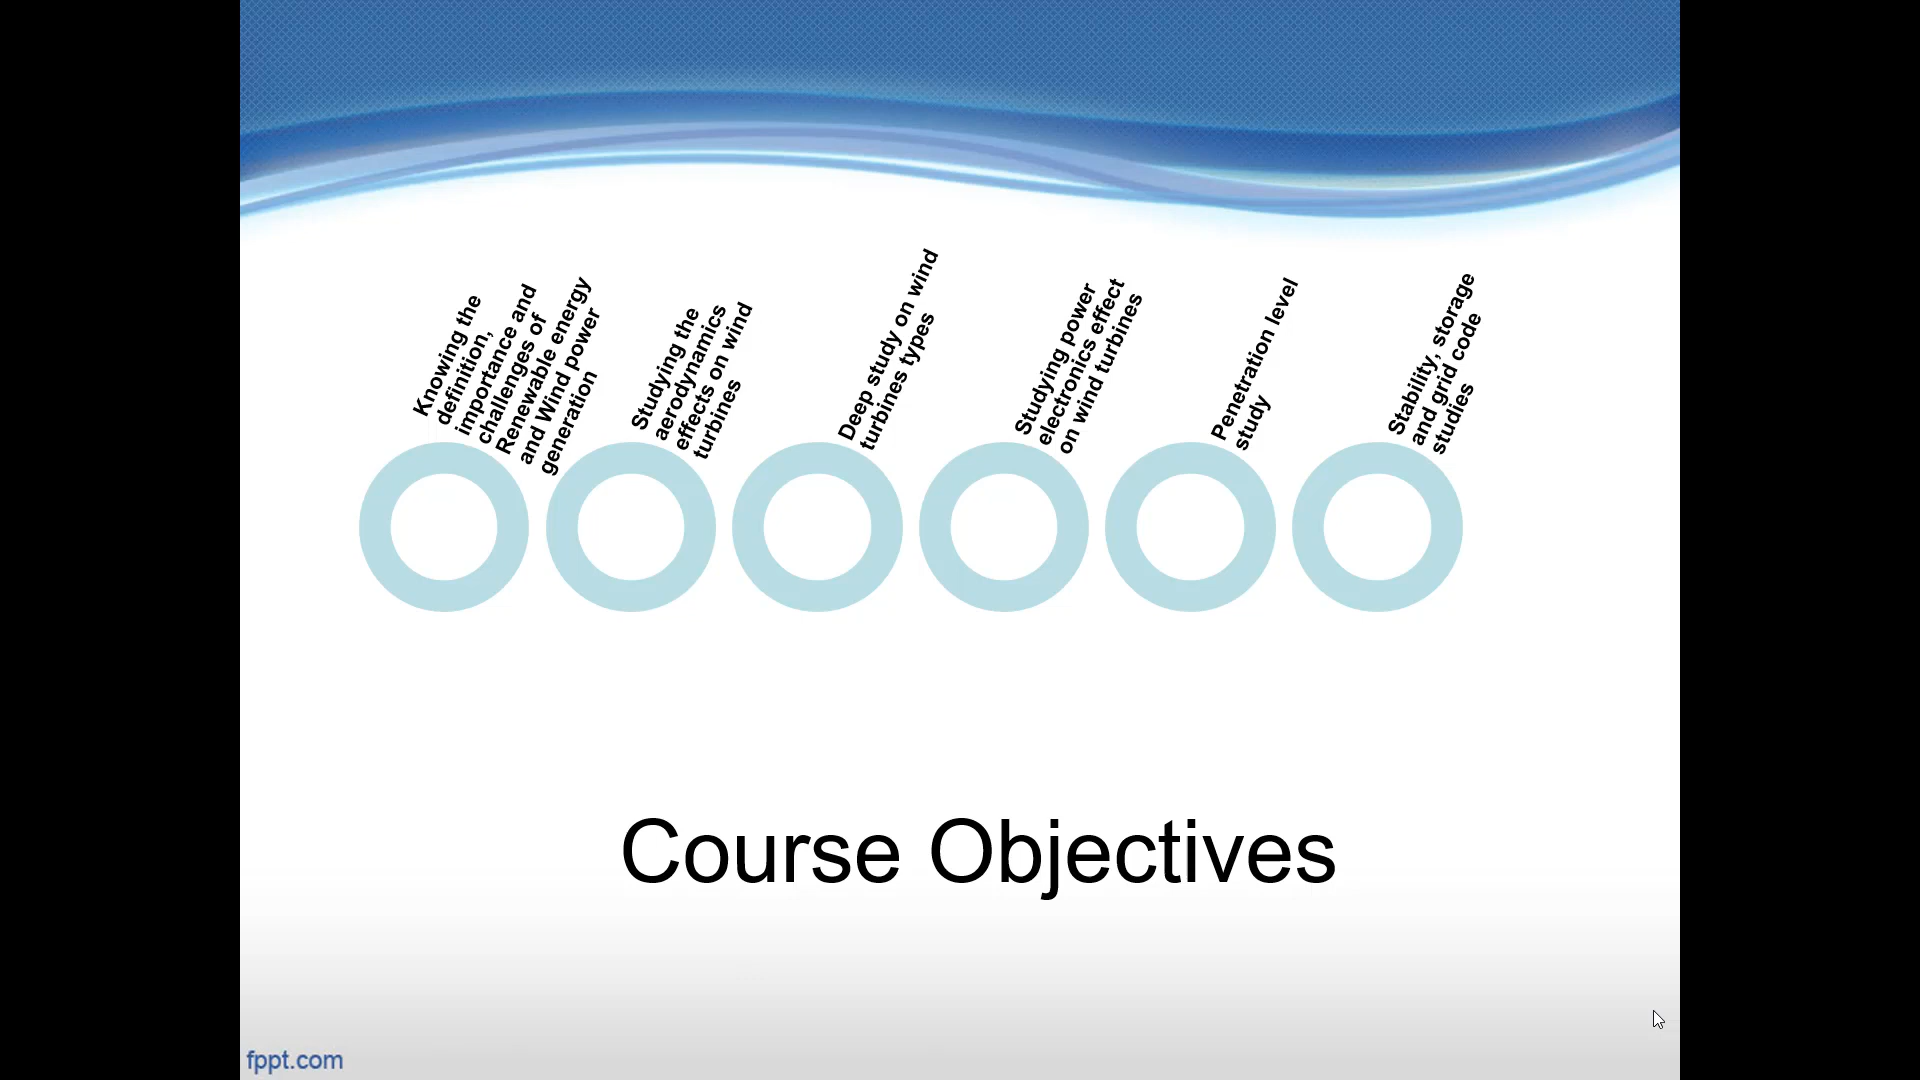 Knowing the
definition,
importance and
challenges of
Renewable energy
and Wind power
generation
Studying the
aerodynamics
effects on wind
turbines
Deep study on wind
turbines types
Studying power
electronics effect
on wind turbines
Penetration level
study
Stability, storage
and grid code
studies
Course Objectives
fppt.com